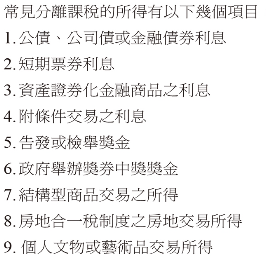 常見分離課稅的所得有以下幾個項目
1. 公債、公司債或金融債券利息
2. 短期票券利息
3. 資產證券化金融商品之利息
4. 附條件交易之利息
5. 告發或檢舉獎金
6. 政府舉辦獎券中獎獎金
7. 結構型商品交易之所得
8. 房地合一稅制度之房地交易所得
9. 個人文物或藝術品交易所得